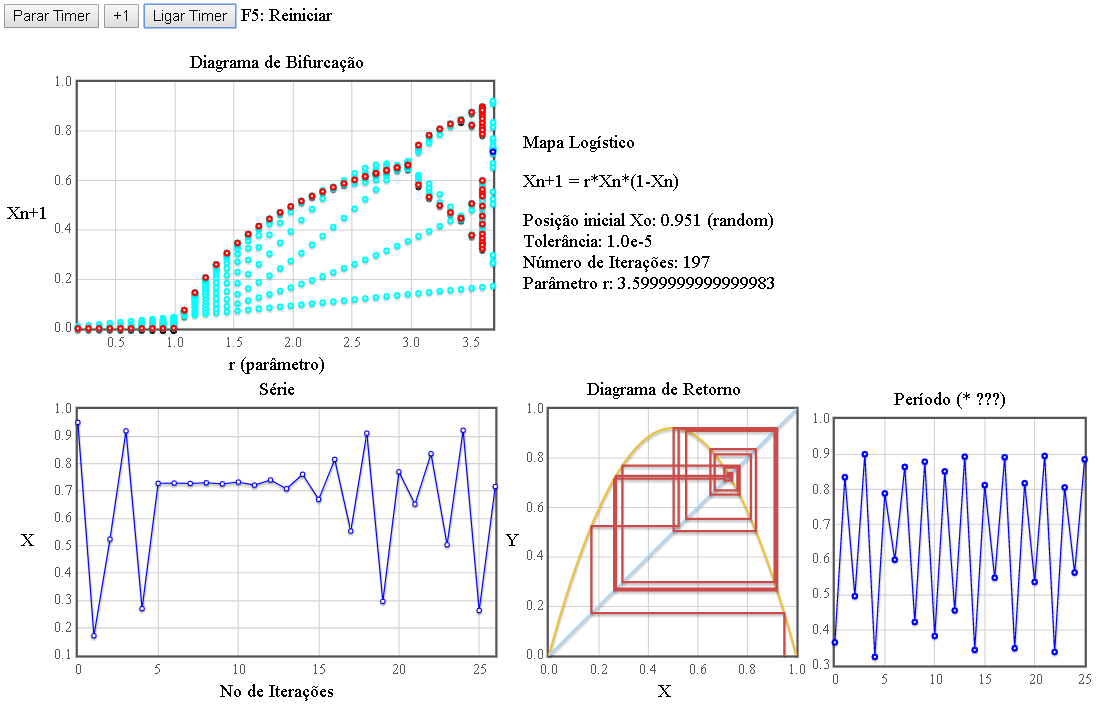 Parar Timer +1 Ligar Timer F5: Reiniciar
Diagrama de Bifurcação
1.0
0.8
0.6
0.4
0.2
0.0
Xn+1
0.5 1.0 1.5 2.0 2.5 3.0 3.5
r (parâmetro)
Mapa Logístico
Xn+1 = r*Xn*(1-Xn)
Posição inicial Xo: 0.951 (random)
Tolerância: 1.0e-5
Número de Iterações: 197
Parâmetro r: 3.5999999999999983
Série
1.0
0.9
0.8
0.7
0.6
0.5
0.4
0.3
0.2
0.1
X
0 5 10 15 20 25
No de Iterações
Diagrama de Retorno
1.0
0.8
0.6
0.4
0.2
0.0
Y
0.0 0.2 0.4 0.6 0.8 1.0
X
Período (* ???)
1.0
0.9
0.8
0.7
0.6
0.5
0.4
0.3
0 5 10 15 20 25